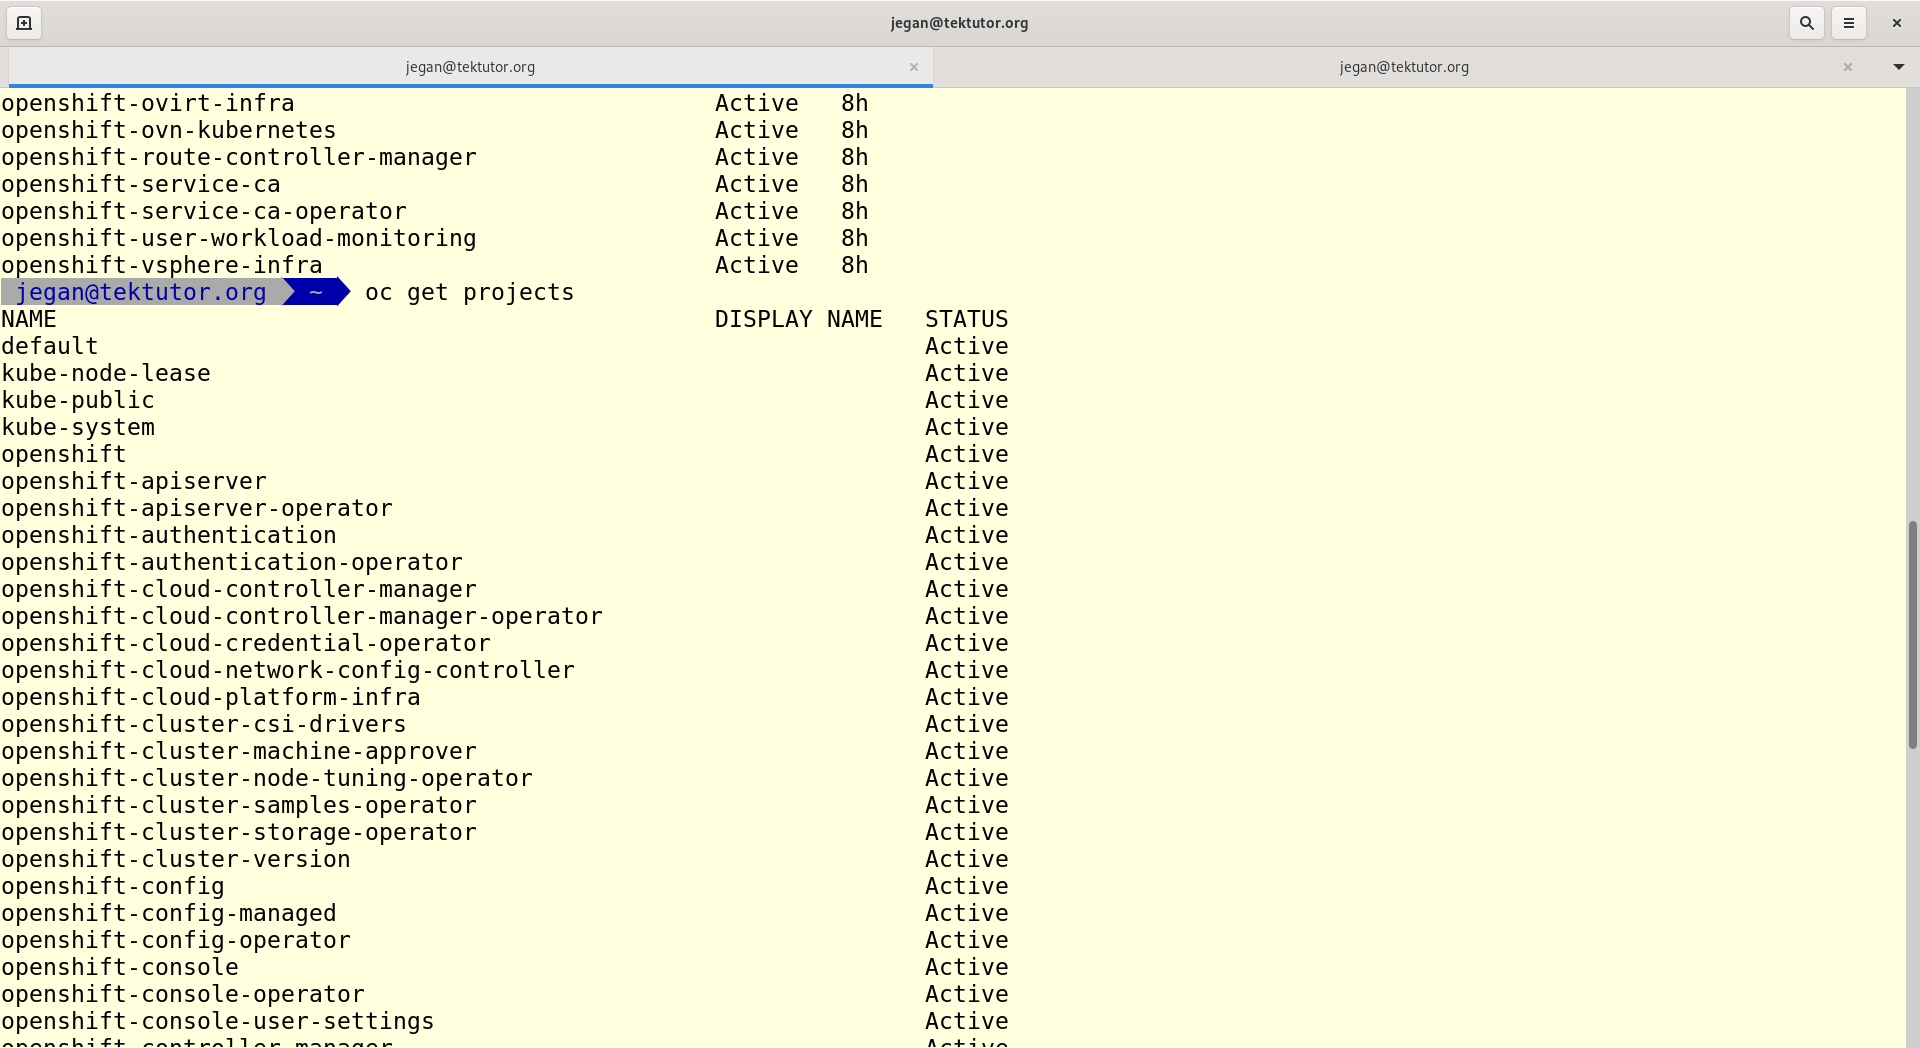 jegan@tektutor.org
jegan@tektutor.org jegan@tektutor.org
openshift-ovirt-infra Active 8h
openshift-ovn-kubernetes Active 8h
openshift-route-controller-manager Active 8h
openshift-service-ca Active 8h
openshift-service-ca-operator Active 8h
openshift-user-workload-monitoring Active 8h
openshift-vsphere-infra Active 8h
jegan@tektutor.org ~ oc get projects
NAME DISPLAY NAME STATUS
default Active
kube-node-lease Active
kube-public Active
kube-system Active
openshift Active
openshift-apiserver Active
openshift-apiserver-operator Active
openshift-authentication Active
openshift-authentication-operator Active
openshift-cloud-controller-manager Active
openshift-cloud-controller-manager-operator Active
openshift-cloud-credential-operator Active
openshift-cloud-network-config-controller Active
openshift-cloud-platform-infra Active
openshift-cluster-csi-drivers Active
openshift-cluster-machine-approver Active
openshift-cluster-node-tuning-operator Active
openshift-cluster-samples-operator Active
openshift-cluster-storage-operator Active
openshift-cluster-version Active
openshift-config Active
openshift-config-managed Active
openshift-config-operator Active
openshift-console Active
openshift-console-operator Active
openshift-console-user-settings Active
openshift-controller-manager Active